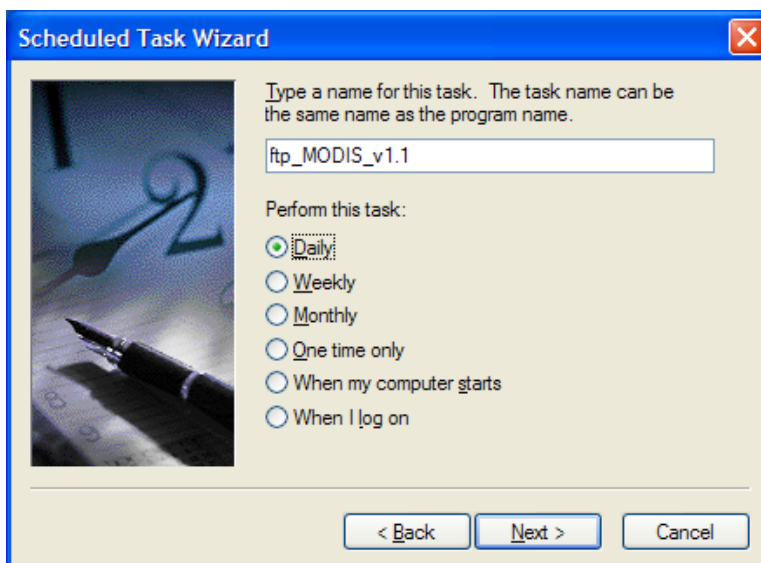 Scheduled Task Wizard
Type a name for this task. The task name can be
the same name as the program name.
ftp_MODIS_v1.1
Perform this task:
Daily
Weekly
Monthly
One time only
When my computer starts
When I log on
< Back
Next >
Cancel